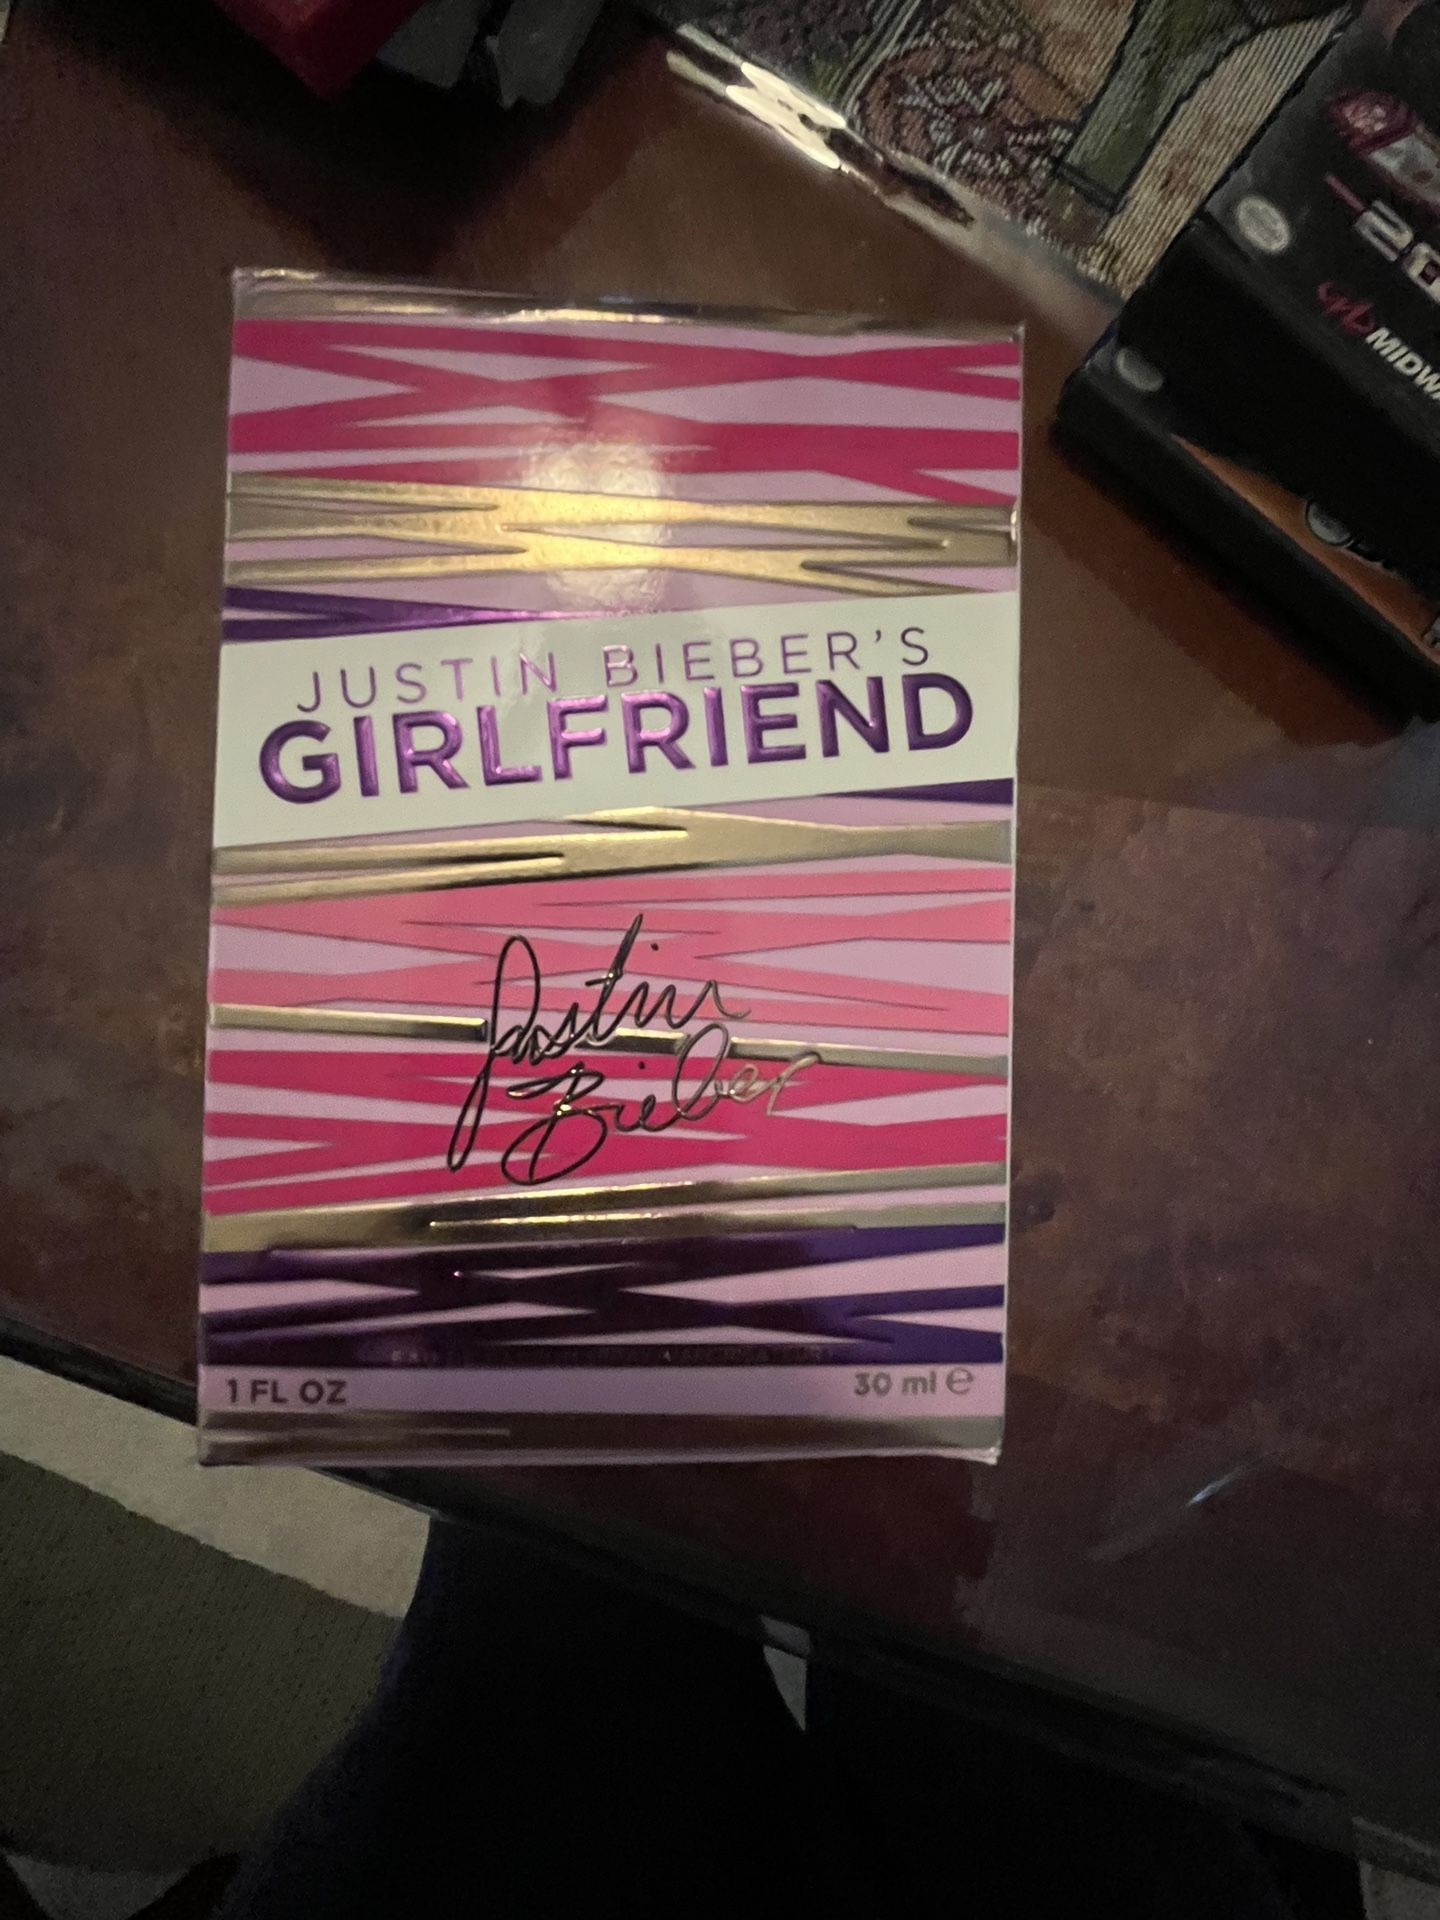 JUSTIN BIEBER'S
GIRLFRIEND
Justin
Bieber
1 FL OZ
30 ml ℮